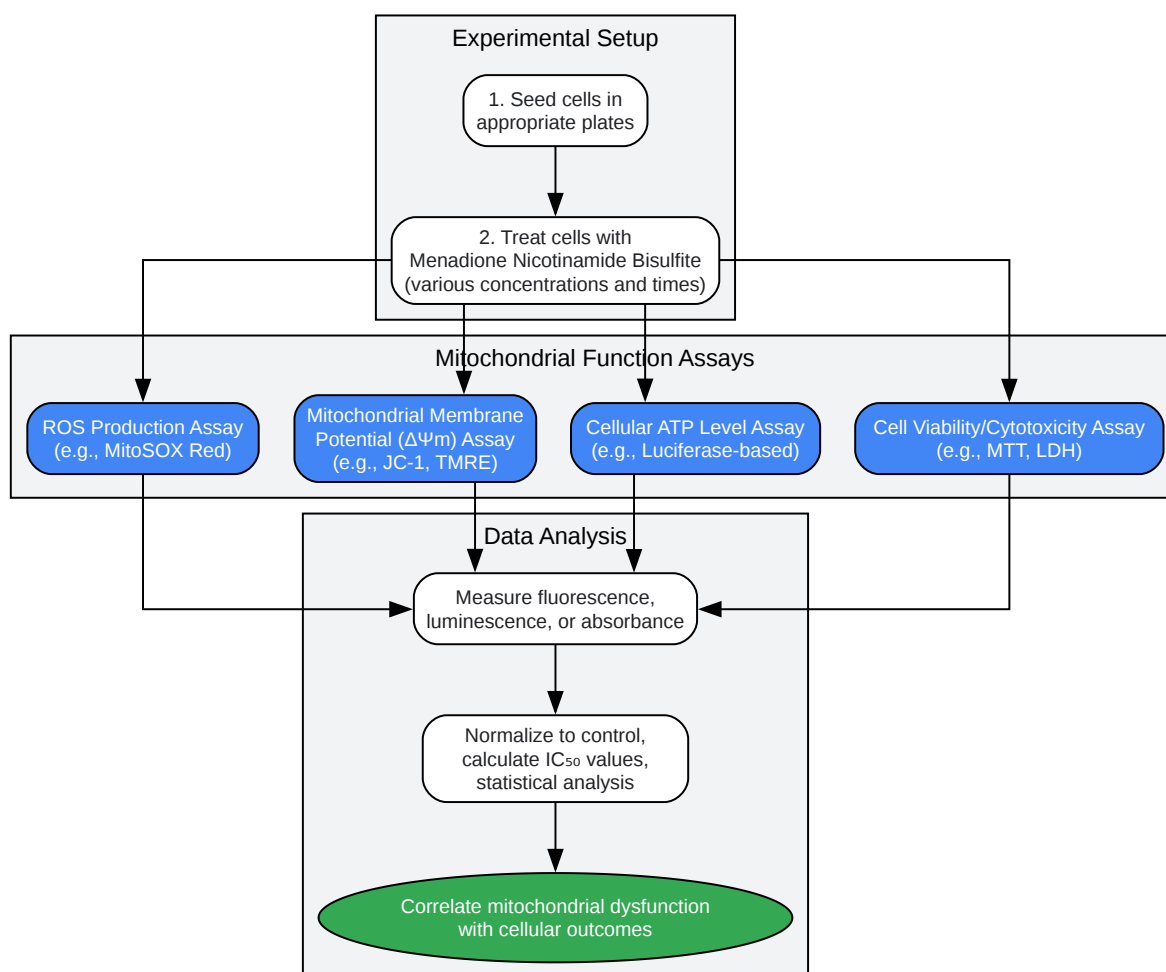 Experimental Setup
1. Seed cells in
appropriate plates
2. Treat cells with
Menadione Nicotinamide Bisulfite
(various concentrations and times)
Mitochondrial Function Assays
ROS Production Assay
(e.g., MitoSOX Red)
Mitochondrial Membrane
Potential (ΔΨm) Assay
(e.g., JC-1, TMRE)
Cellular ATP Level Assay
(e.g., Luciferase-based)
Cell Viability/Cytotoxicity Assay
(e.g., MTT, LDH)
Data Analysis
Measure fluorescence,
luminescence, or absorbance
Normalize to control,
calculate IC₅₀ values,
statistical analysis
Correlate mitochondrial dysfunction
with cellular outcomes